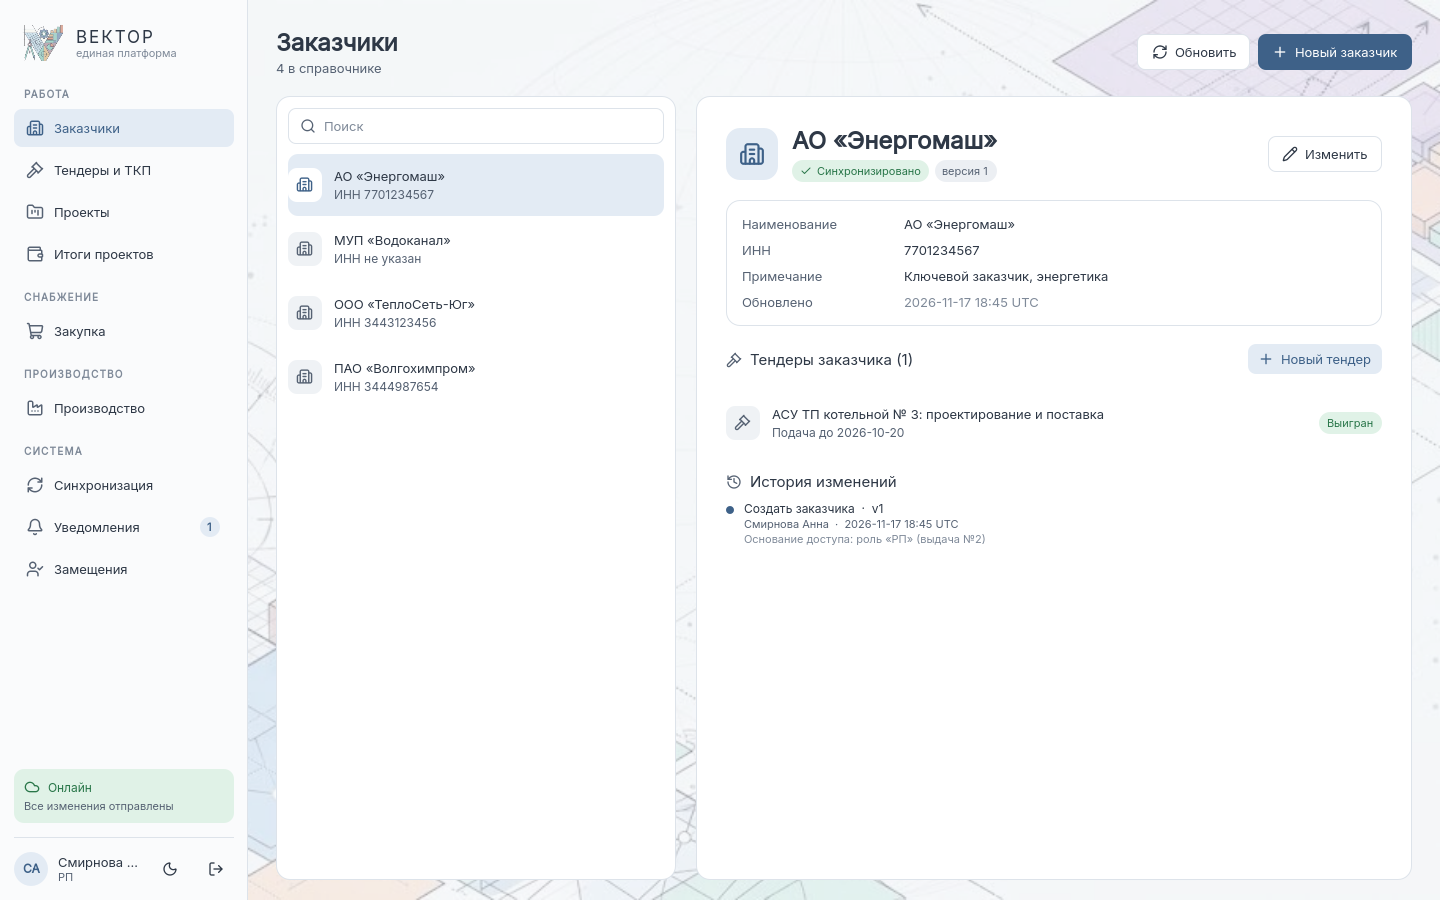 ВЕКТОР
единая платформа
РАБОТА
Заказчики
Тендеры и ТКП
Проекты
Итоги проектов
СНАБЖЕНИЕ
Закупка
ПРОИЗВОДСТВО
Производство
СИСТЕМА
Синхронизация
Уведомления 1
Замещения
Онлайн
Все изменения отправлены
СА
Смирнова ...
РП
Заказчики
4 в справочнике
Обновить
Новый заказчик
Поиск
АО «Энергомаш»
ИНН 7701234567
МУП «Водоканал»
ИНН не указан
ООО «ТеплоСеть-Юг»
ИНН 3443123456
ПАО «Волгохимпром»
ИНН 3444987654
АО «Энергомаш»
Синхронизировано
версия 1
Изменить
Наименование АО «Энергомаш»
ИНН 7701234567
Примечание Ключевой заказчик, энергетика
Обновлено 2026-11-17 18:45 UTC
Тендеры заказчика (1)
Новый тендер
АСУ ТП котельной № 3: проектирование и поставка
Подача до 2026-10-20
Выигран
История изменений
Создать заказчика · v1
Смирнова Анна · 2026-11-17 18:45 UTC
Основание доступа: роль «РП» (выдача №2)